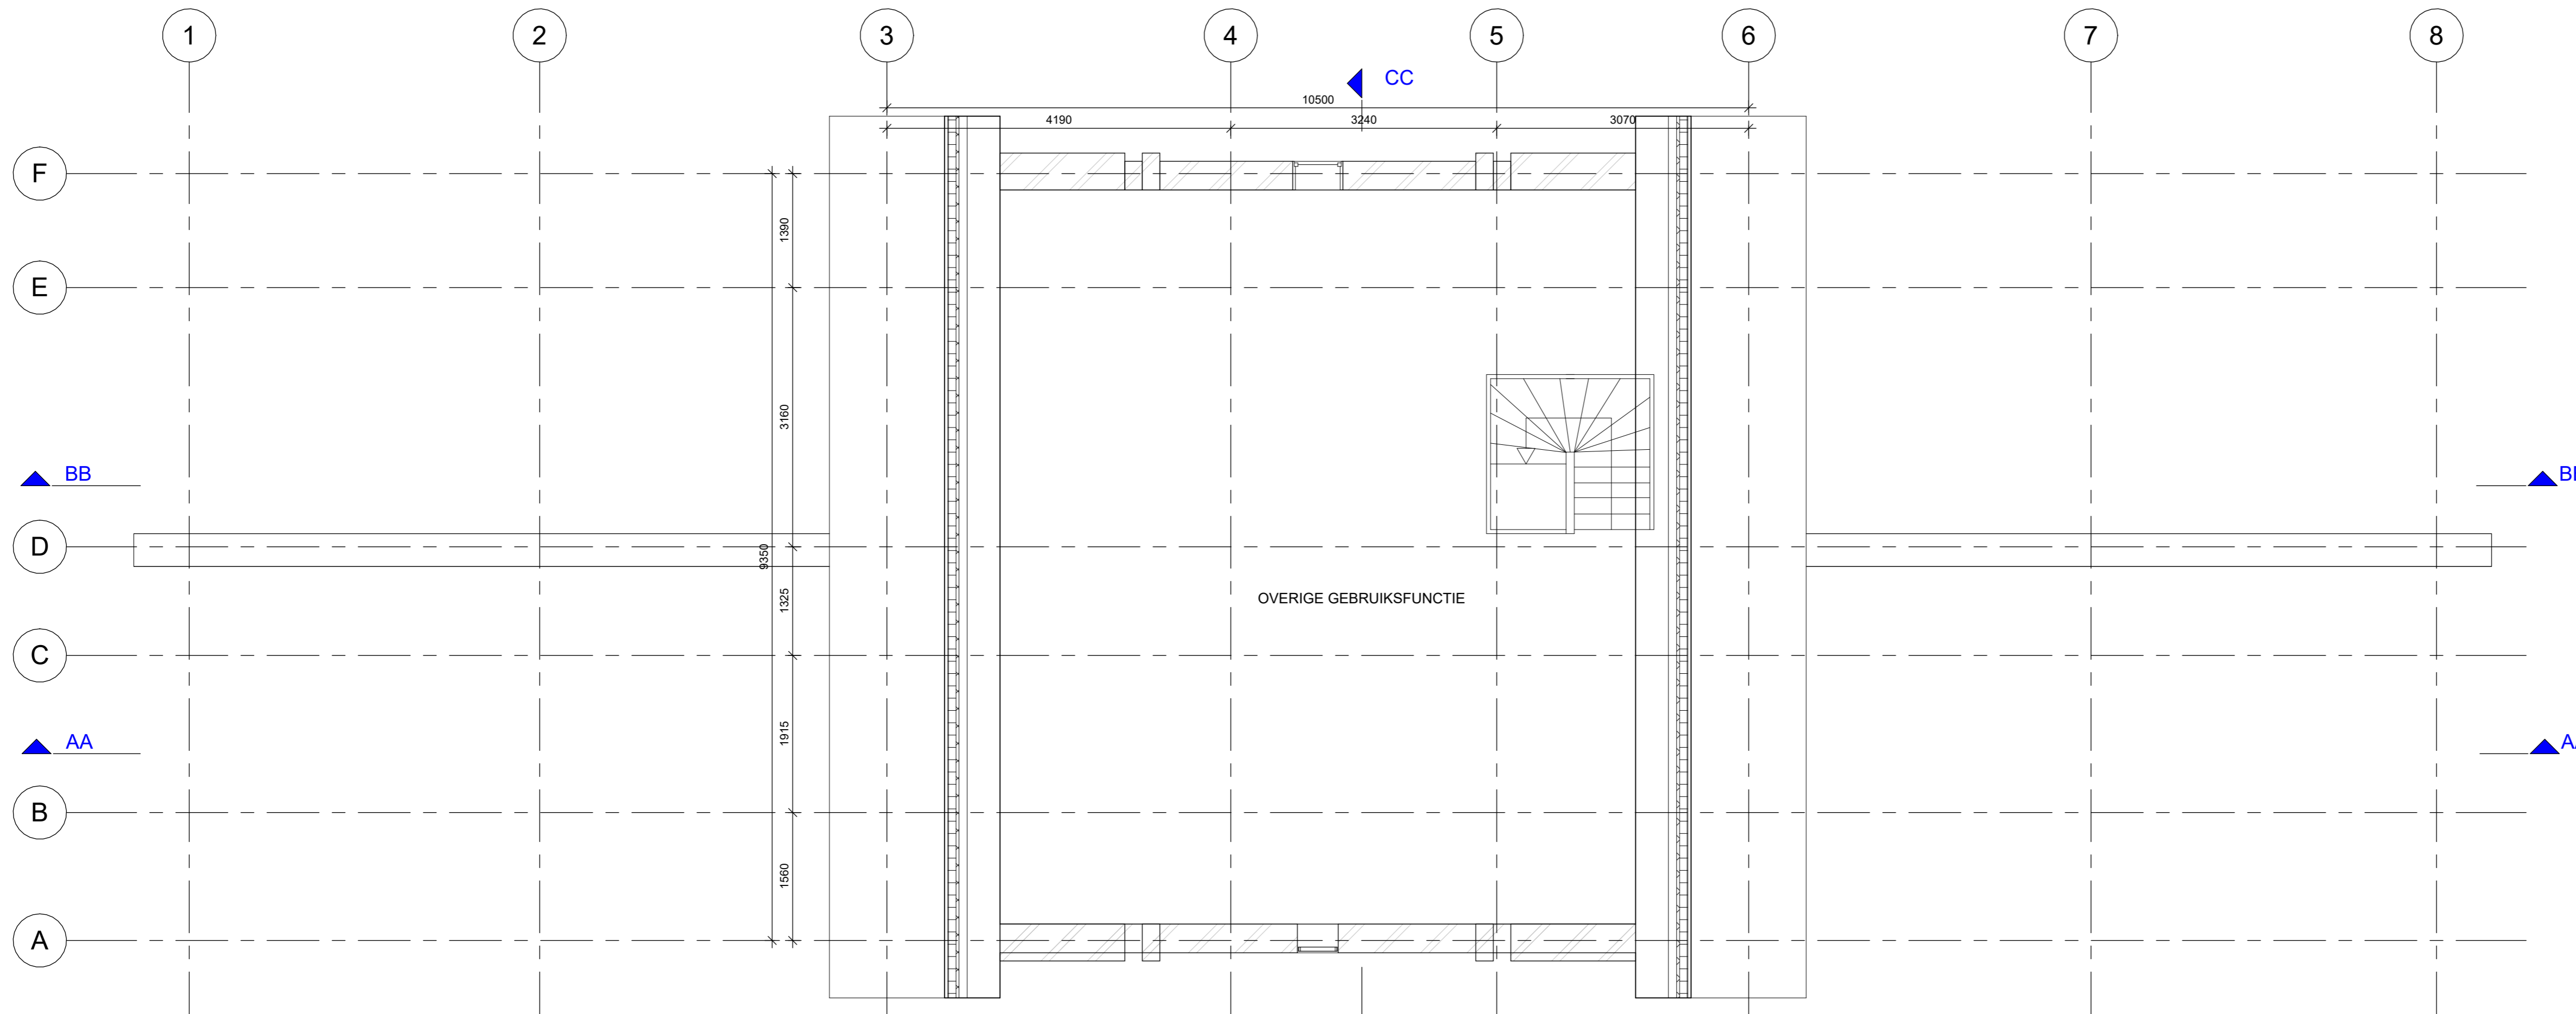 1 2 3 4 5 6 7 8
CC
10500
4190 3240 3070
F
1390
E
3160
BB
D
9350
1325
OVERIGE GEBRUIKSFUNCTIE
C
1915
AA
B
1560
A